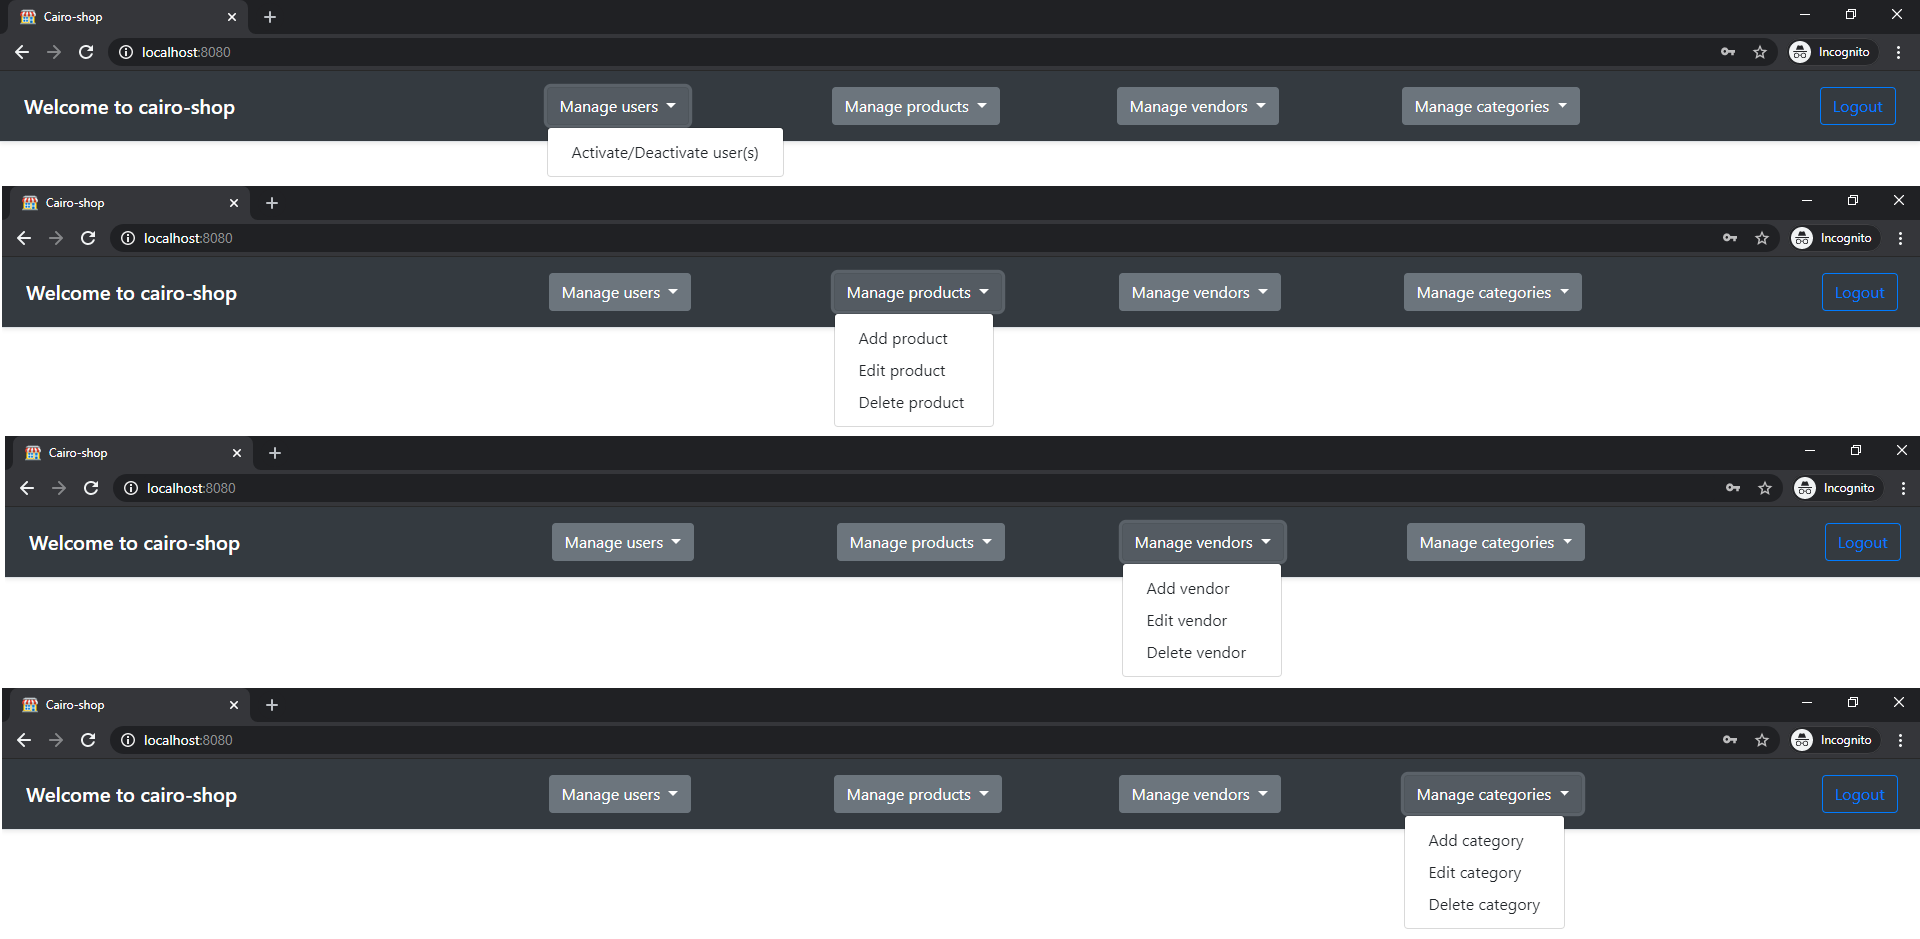 Cairo-shop
localhost:8080 Incognito
Welcome to cairo-shop Manage users Manage products Manage vendors Manage categories Logout
Activate/Deactivate user(s)
Cairo-shop
localhost:8080 Incognito
Welcome to cairo-shop Manage users Manage products Manage vendors Manage categories Logout
Add product
Edit product
Delete product
Cairo-shop
localhost:8080 Incognito
Welcome to cairo-shop Manage users Manage products Manage vendors Manage categories Logout
Add vendor
Edit vendor
Delete vendor
Cairo-shop
localhost:8080 Incognito
Welcome to cairo-shop Manage users Manage products Manage vendors Manage categories Logout
Add category
Edit category
Delete category